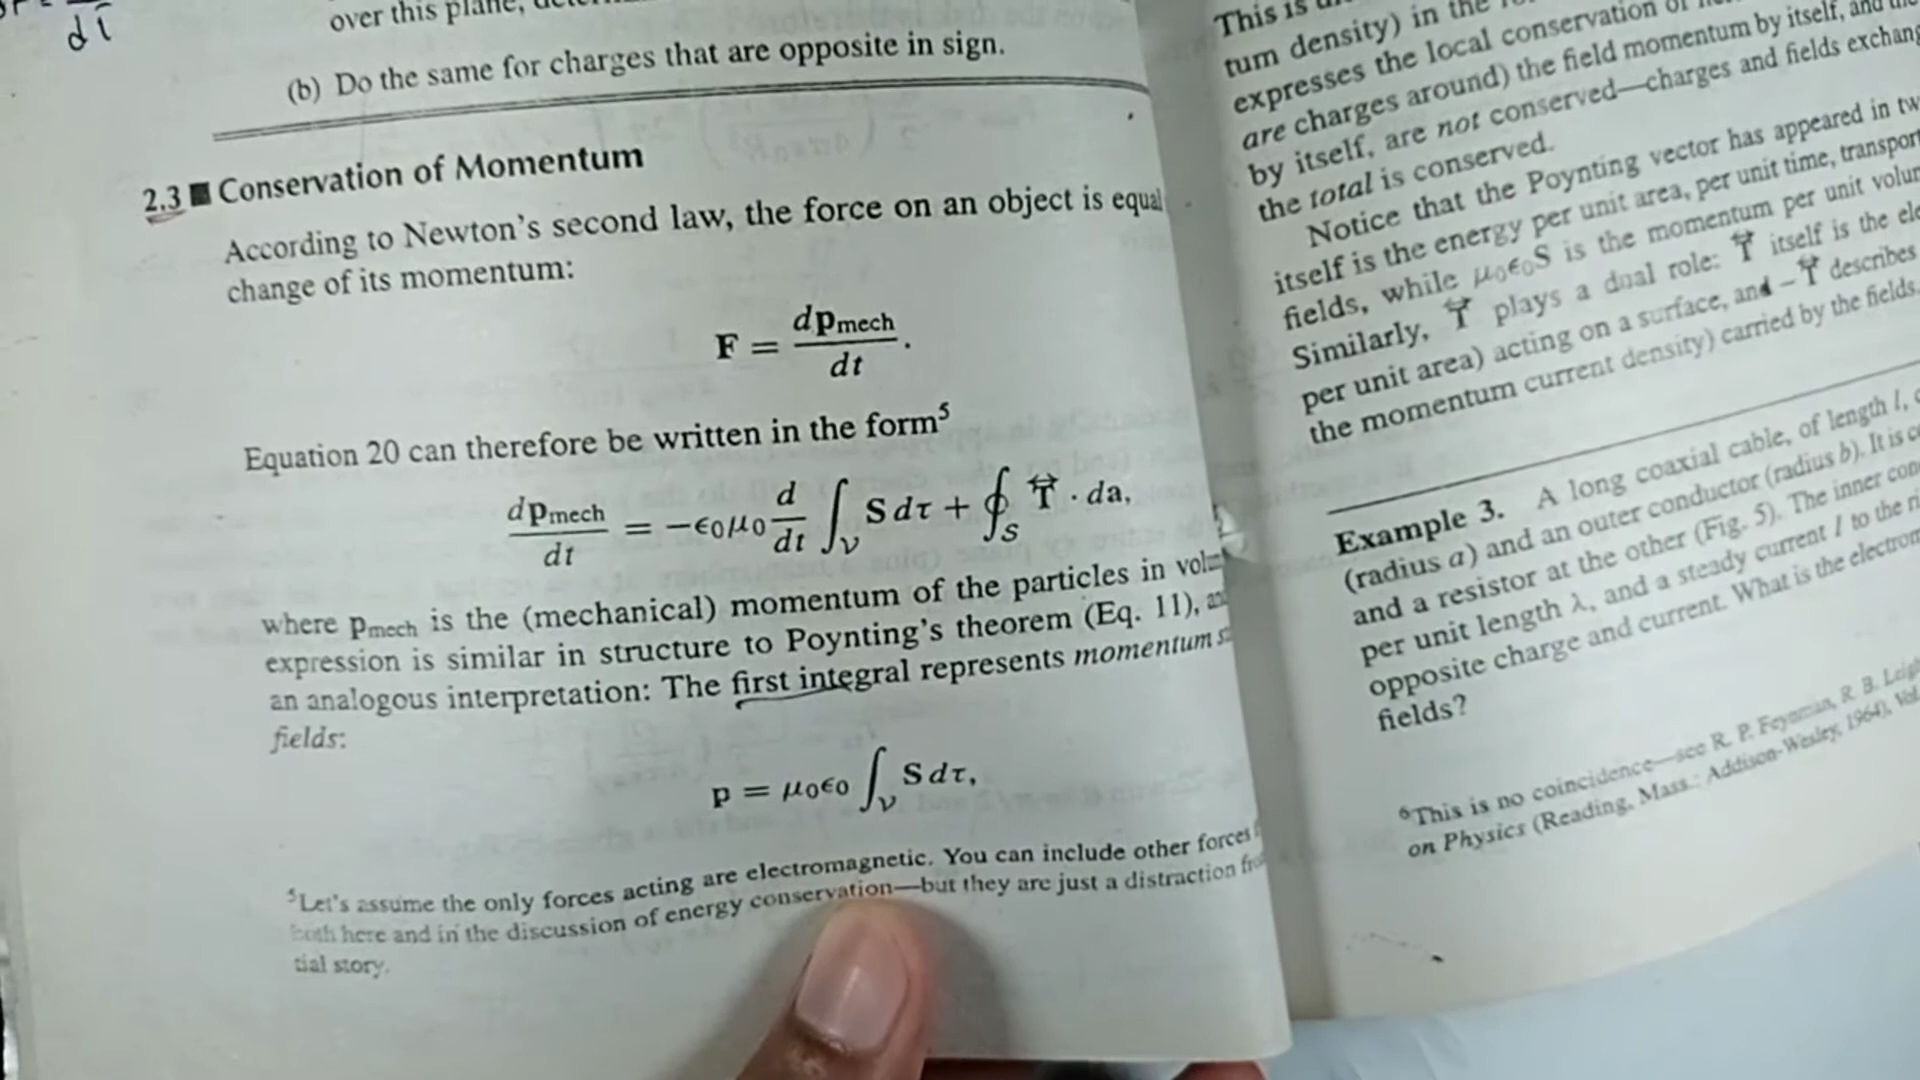 dt
over this plane,
(b) Do the same for charges that are opposite in sign.
2.3 ■ Conservation of Momentum
According to Newton's second law, the force on an object is equal
change of its momentum:
F = dp_mech/dt.
Equation 20 can therefore be written in the form⁵
dp_mech/dt = −ϵ₀μ₀ d/dt ∫_V S dτ + ∮_S T⃡ · da,
where p_mech is the (mechanical) momentum of the particles in
expression is similar in structure to Poynting's theorem (Eq. 11),
an analogous interpretation: The first integral represents momentum
fields:
p = μ₀ϵ₀ ∫_V S dτ,
⁵Let's assume the only forces acting are electromagnetic. You can include other forces
both here and in the discussion of energy conservation—but they are just a distraction
tial story.
This is
tum density) in the
expresses the local conservation
are charges around) the field momentum by itself, and
by itself, are not conserved—charges and fields
the total is conserved.
Notice that the Poynting vector has appeared in
itself is the energy per unit area, per unit time,
fields, while μ₀ϵ₀S is the momentum per unit
Similarly, T⃡ plays a dual role: T⃡ itself is the
per unit area) acting on a surface, and −T⃡ describes
the momentum current density) carried by the fields.
Example 3. A long coaxial cable, of length l,
(radius a) and an outer conductor (radius b). It is
and a resistor at the other (Fig. 5). The inner
per unit length λ, and a steady current I to the
opposite charge and current. What is the
fields?
⁶This is no coincidence—see R. P. Feynman, R. B.
on Physics (Reading, Mass.: Addison-Wesley, 1964), Vol.